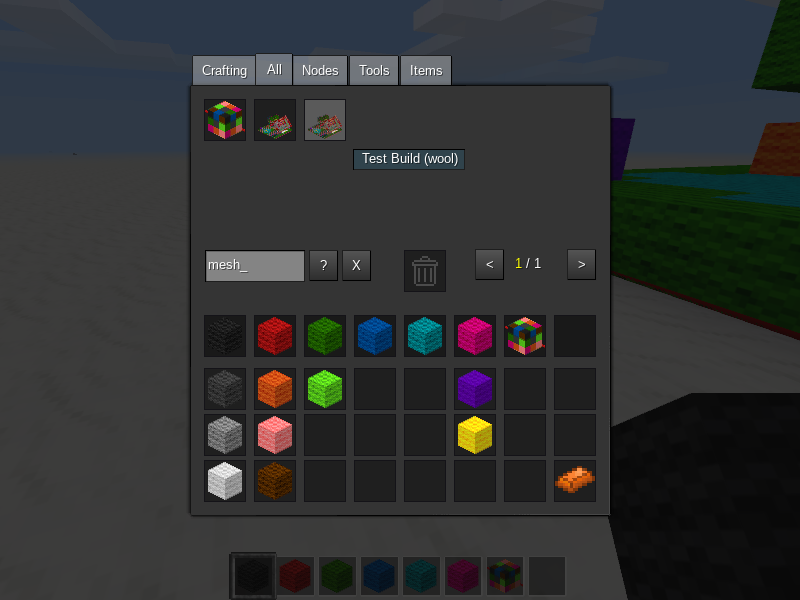 Crafting All Nodes Tools Items
Test Build (wool)
mesh_ ? X < 1 / 1 >